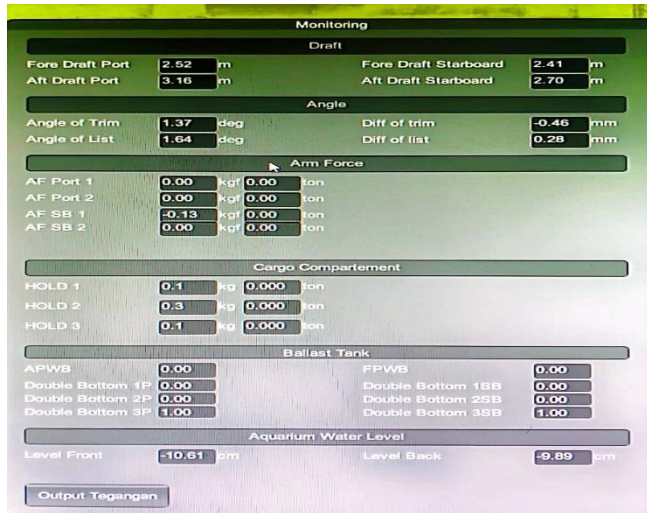 Monitoring
Draft
Fore Draft Port 2.52 m Fore Draft Starboard 2.41 m
Aft Draft Port 3.16 m Aft Draft Starboard 2.70 m
Angle
Angle of Trim 1.37 deg Diff of trim -0.46 mm
Angle of List 1.64 deg Diff of list 0.28 mm
Arm Force
AF Port 1 0.00 kgf 0.00 ton
AF Port 2 0.00 kgf 0.00 ton
AF SB 1 -0.13 kgf 0.00 ton
AF SB 2 0.00 kgf 0.00 ton
Cargo Compartement
HOLD 1 0.1 kg 0.000 ton
HOLD 2 0.3 kg 0.000 ton
HOLD 3 0.1 kg 0.000 ton
Ballast Tank
APWB 0.00 FPWB 0.00
Double Bottom 1P 0.00 Double Bottom 1SB 0.00
Double Bottom 2P 0.00 Double Bottom 2SB 0.00
Double Bottom 3P 1.00 Double Bottom 3SB 1.00
Aquarium Water Level
Level Front -10.61 cm Level Back -9.89 cm
Output Tegangan